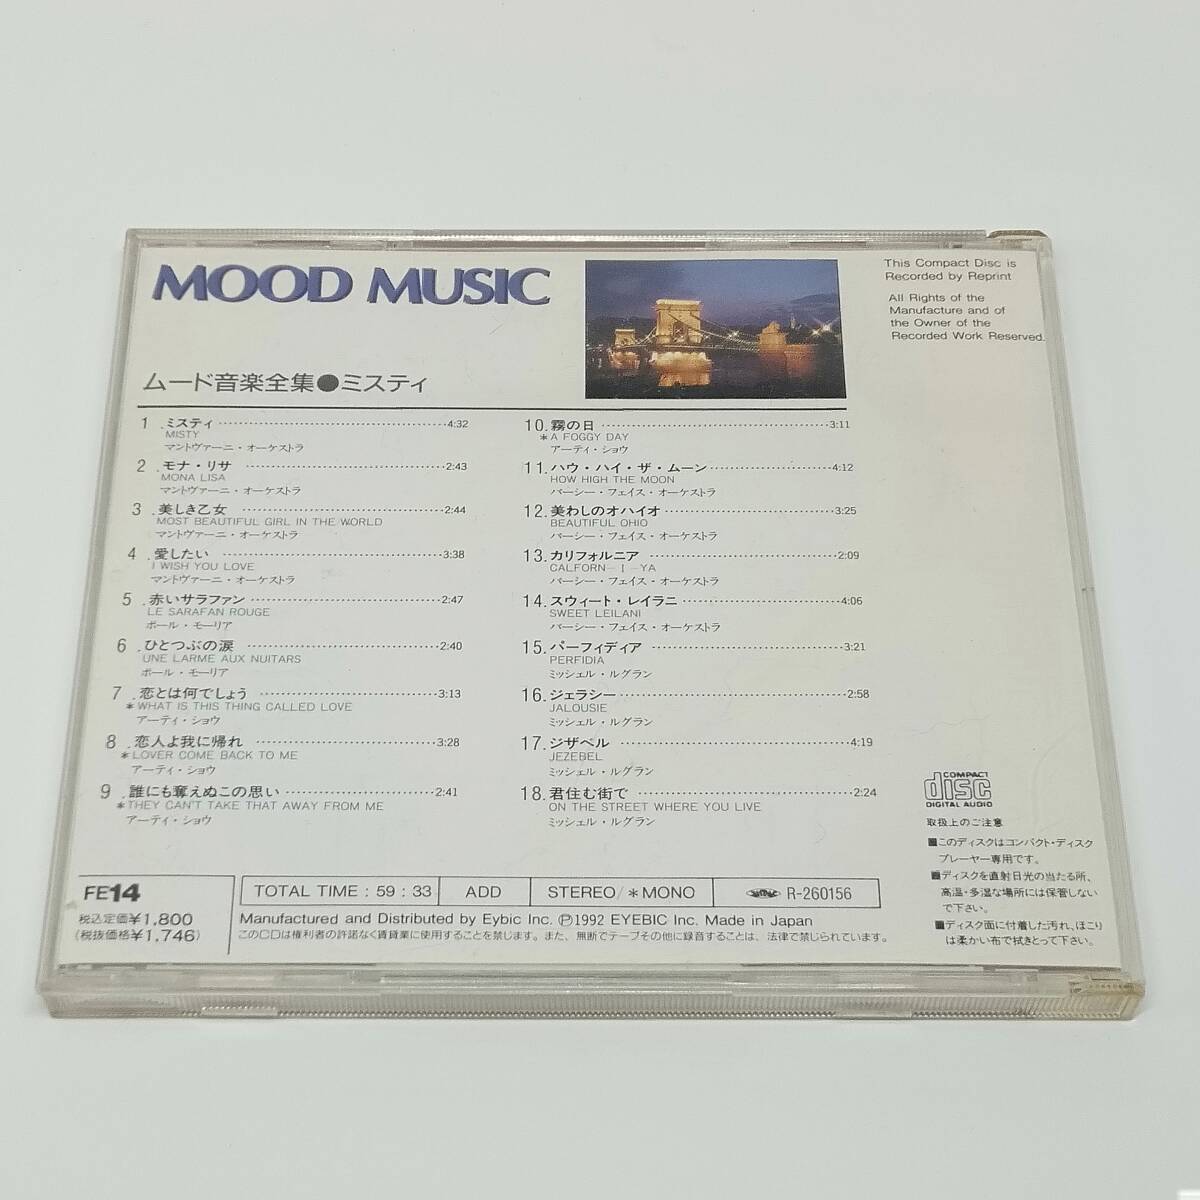 MOOD MUSIC
ムード音楽全集●ミスティ
This Compact Disc is
Recorded by Reprint
All Rights of the
Manufacture and of
the Owner of the
Recorded Work Reserved.
1.ミスティ 4:32
MISTY
マントヴァーニ・オーケストラ
2.モナ・リサ 2:43
MONA LISA
マントヴァーニ・オーケストラ
3.美しき乙女 2:44
MOST BEAUTIFUL GIRL IN THE WORLD
マントヴァーニ・オーケストラ
4.愛したい 3:38
I WISH YOU LOVE
マントヴァーニ・オーケストラ
5.赤いサラファン 2:47
LE SARAFAN ROUGE
ポール・モーリア
6.ひとつぶの涙 2:40
UNE LARME AUX NUITARS
ポール・モーリア
7.恋とは何でしょう 3:13
*WHAT IS THIS THING CALLED LOVE
アーティ・ショウ
8.恋人よ我に帰れ 3:28
*LOVER COME BACK TO ME
アーティ・ショウ
9.誰にも奪えぬこの思い 2:41
*THEY CAN'T TAKE THAT AWAY FROM ME
アーティ・ショウ
10.霧の日 3:11
*A FOGGY DAY
アーティ・ショウ
11.ハウ・ハイ・ザ・ムーン 4:12
HOW HIGH THE MOON
パーシー・フェイス・オーケストラ
12.美わしのオハイオ 3:25
BEAUTIFUL OHIO
パーシー・フェイス・オーケストラ
13.カリフォルニア 2:09
CALFORN-I-YA
パーシー・フェイス・オーケストラ
14.スウィート・レイラニ 4:06
SWEET LEILANI
パーシー・フェイス・オーケストラ
15.パーフィディア 3:21
PERFIDIA
ミッシェル・ルグラン
16.ジェラシー 2:58
JALOUSIE
ミッシェル・ルグラン
17.ジザベル 4:19
JEZEBEL
ミッシェル・ルグラン
18.君住む街で 2:24
ON THE STREET WHERE YOU LIVE
ミッシェル・ルグラン
COMPACT
disc
DIGITAL AUDIO
取扱上のご注意
■このディスクはコンパクト・ディスク
プレーヤー専用です。
■ディスクを直射日光の当たる所、
高温・多湿な場所には保管しない
で下さい。
■ディスク面に付着した汚れ、ほこり
は柔かい布で拭きとって下さい。
FE14
税込定価¥1,800
(税抜価格¥1,746)
TOTAL TIME : 59 : 33
ADD
STEREO/*MONO
R-260156
Manufactured and Distributed by Eybic Inc. Ⓟ1992 EYEBIC Inc. Made in Japan
このCDは権利者の許諾なく賃貸業に使用することを禁じます。また、無断でテープその他に録音することは、法律で禁じられています。